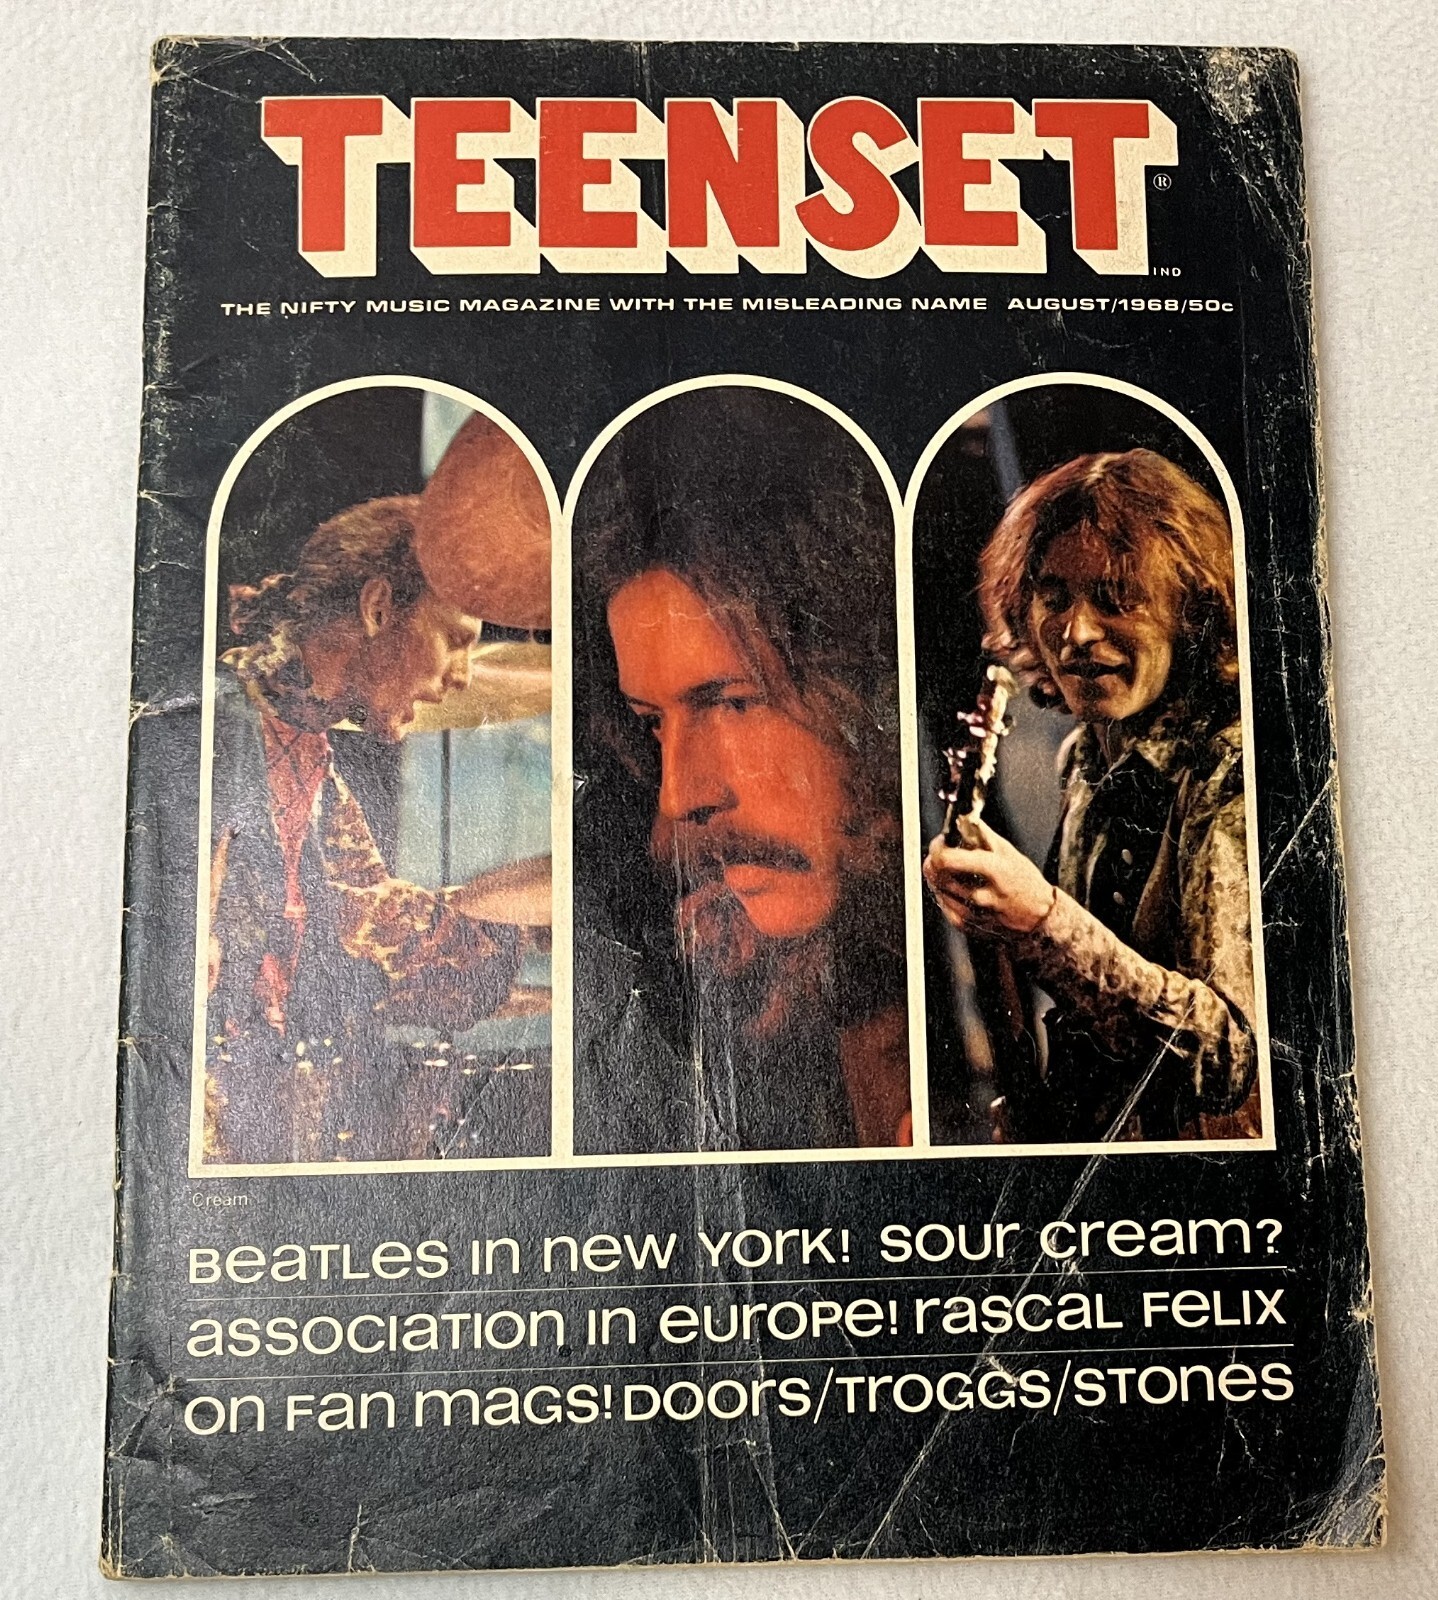 TEENSET
®
IND
THE NIFTY MUSIC MAGAZINE WITH THE MISLEADING NAME AUGUST/1968/50c
Cream
BeatLes in new york! sour cream?
association in europe! rascal Felix
on Fan mags! Doors/Troggs/Stones